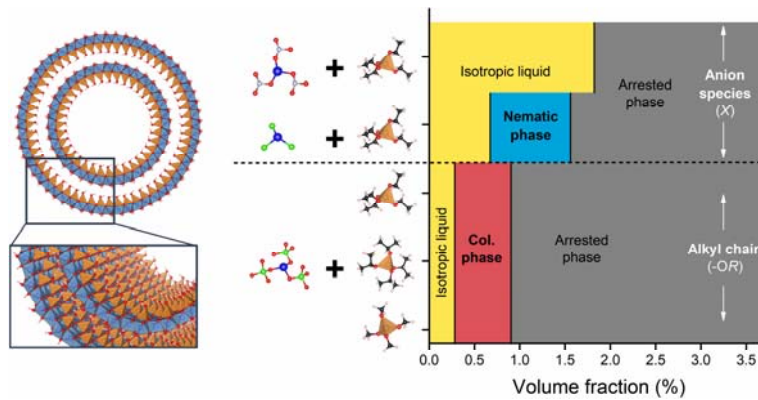 Isotropic liquid
Arrested
phase
Anion
species
(X)
Nematic
phase
Isotropic liquid
Col.
phase
Arrested
phase
Alkyl chain
(-OR)
0.0 0.5 1.0 1.5 2.0 2.5 3.0 3.5
Volume fraction (%)